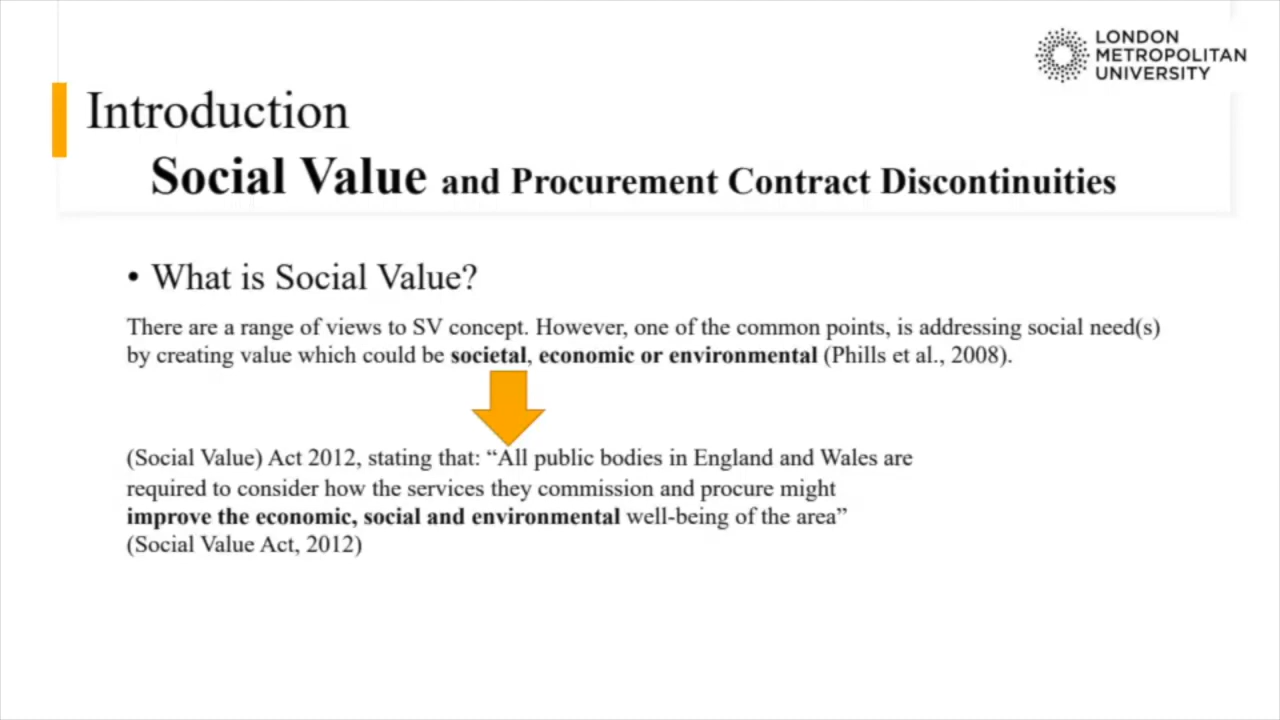 LONDON
METROPOLITAN
UNIVERSITY
Introduction
Social Value and Procurement Contract Discontinuities
• What is Social Value?
There are a range of views to SV concept. However, one of the common points, is addressing social need(s)
by creating value which could be societal, economic or environmental (Phills et al., 2008).
(Social Value) Act 2012, stating that: “All public bodies in England and Wales are
required to consider how the services they commission and procure might
improve the economic, social and environmental well-being of the area”
(Social Value Act, 2012)